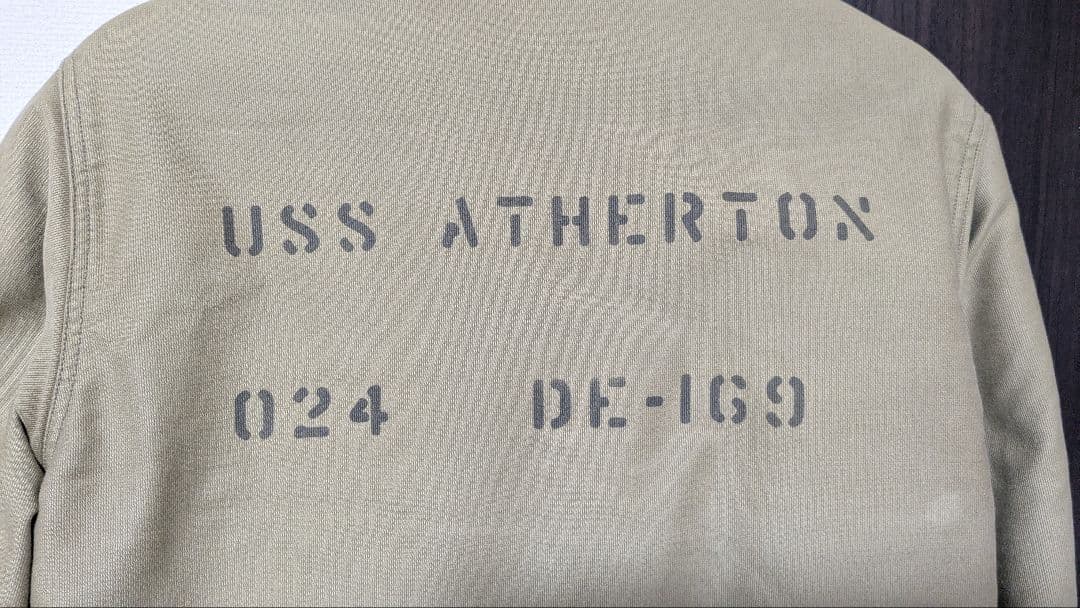 USS ATHERTON
024 DE-169